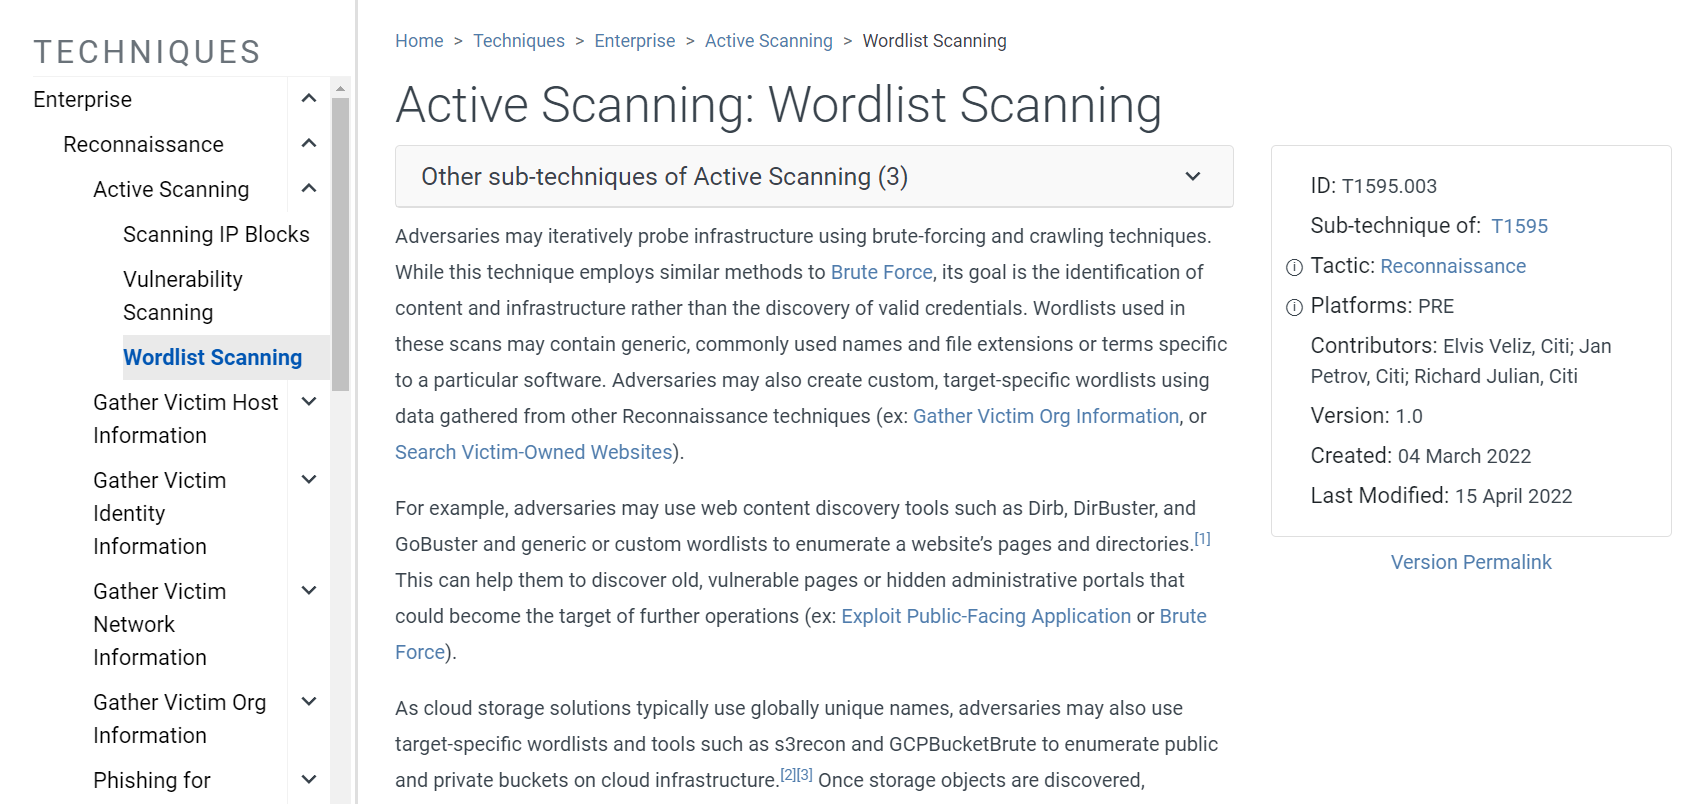 TECHNIQUES
Enterprise
Reconnaissance
Active Scanning
Scanning IP Blocks
Vulnerability
Scanning
Wordlist Scanning
Gather Victim Host
Information
Gather Victim
Identity
Information
Gather Victim
Network
Information
Gather Victim Org
Information
Phishing for
Home > Techniques > Enterprise > Active Scanning > Wordlist Scanning
Active Scanning: Wordlist Scanning
Other sub-techniques of Active Scanning (3)
Adversaries may iteratively probe infrastructure using brute-forcing and crawling techniques.
While this technique employs similar methods to Brute Force, its goal is the identification of
content and infrastructure rather than the discovery of valid credentials. Wordlists used in
these scans may contain generic, commonly used names and file extensions or terms specific
to a particular software. Adversaries may also create custom, target-specific wordlists using
data gathered from other Reconnaissance techniques (ex: Gather Victim Org Information, or
Search Victim-Owned Websites).
For example, adversaries may use web content discovery tools such as Dirb, DirBuster, and
GoBuster and generic or custom wordlists to enumerate a website’s pages and directories.[1]
This can help them to discover old, vulnerable pages or hidden administrative portals that
could become the target of further operations (ex: Exploit Public-Facing Application or Brute
Force).
As cloud storage solutions typically use globally unique names, adversaries may also use
target-specific wordlists and tools such as s3recon and GCPBucketBrute to enumerate public
and private buckets on cloud infrastructure.[2][3] Once storage objects are discovered,
ID: T1595.003
Sub-technique of: T1595
Tactic: Reconnaissance
Platforms: PRE
Contributors: Elvis Veliz, Citi; Jan
Petrov, Citi; Richard Julian, Citi
Version: 1.0
Created: 04 March 2022
Last Modified: 15 April 2022
Version Permalink